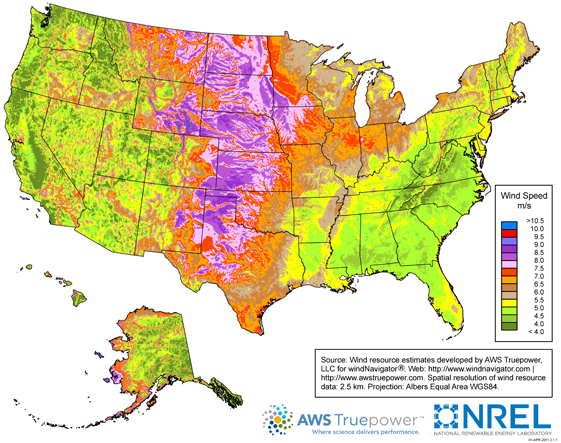 Wind Speed
m/s
>10.5
10.0
9.5
9.0
8.5
8.0
7.5
7.0
6.5
6.0
5.5
5.0
4.5
4.0
< 4.0
Source: Wind resource estimates developed by AWS Truepower,
LLC for windNavigator®. Web: http://www.windnavigator.com |
http://www.awstruepower.com. Spatial resolution of wind resource
data: 2.5 km. Projection: Albers Equal Area WGS84.
AWS Truepower™
Where science delivers performance.
NREL
NATIONAL RENEWABLE ENERGY LABORATORY
01-APR-2011 2.1.1